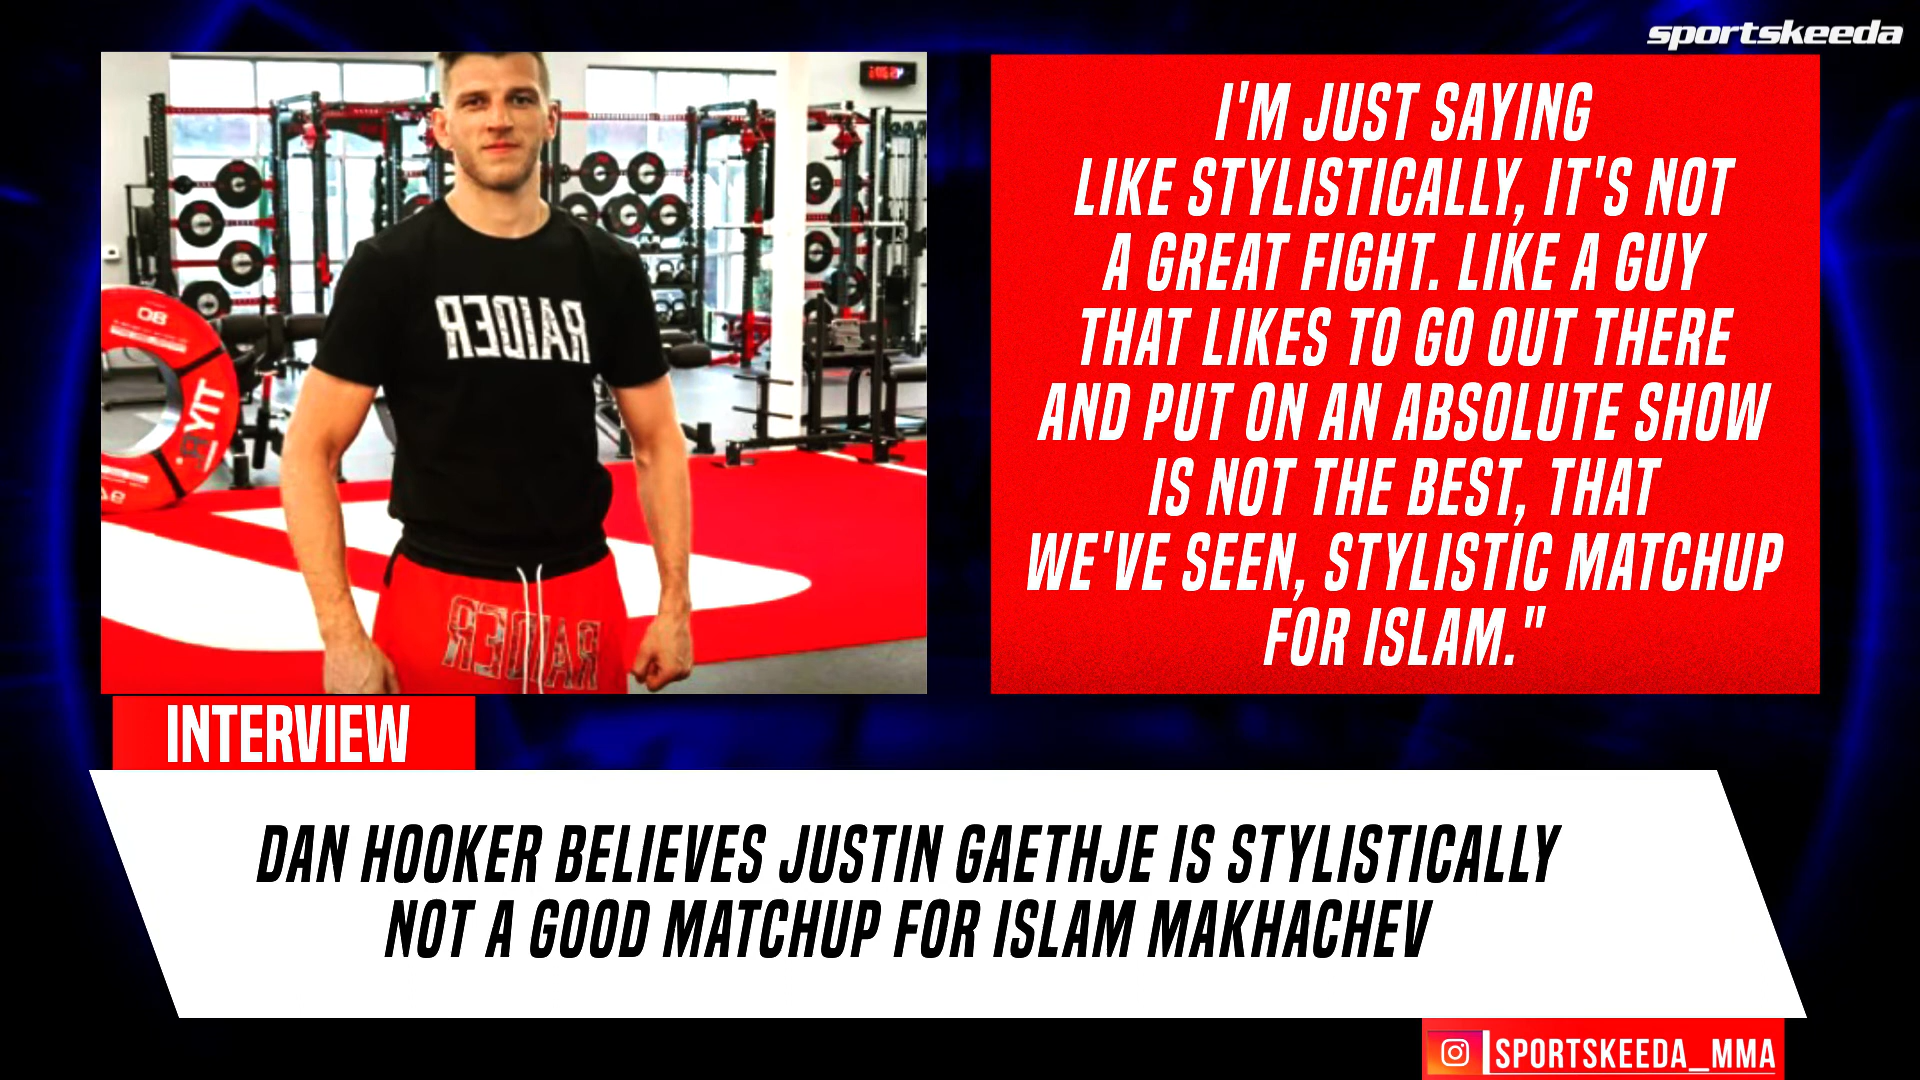 sportskeeda
I'M JUST SAYING
LIKE STYLISTICALLY, IT'S NOT
A GREAT FIGHT. LIKE A GUY
THAT LIKES TO GO OUT THERE
AND PUT ON AN ABSOLUTE SHOW
IS NOT THE BEST, THAT
WE'VE SEEN, STYLISTIC MATCHUP
FOR ISLAM."
RAIDER
RAIDER
INTERVIEW
DAN HOOKER BELIEVES JUSTIN GAETHJE IS STYLISTICALLY
NOT A GOOD MATCHUP FOR ISLAM MAKHACHEV
SPORTSKEEDA_MMA